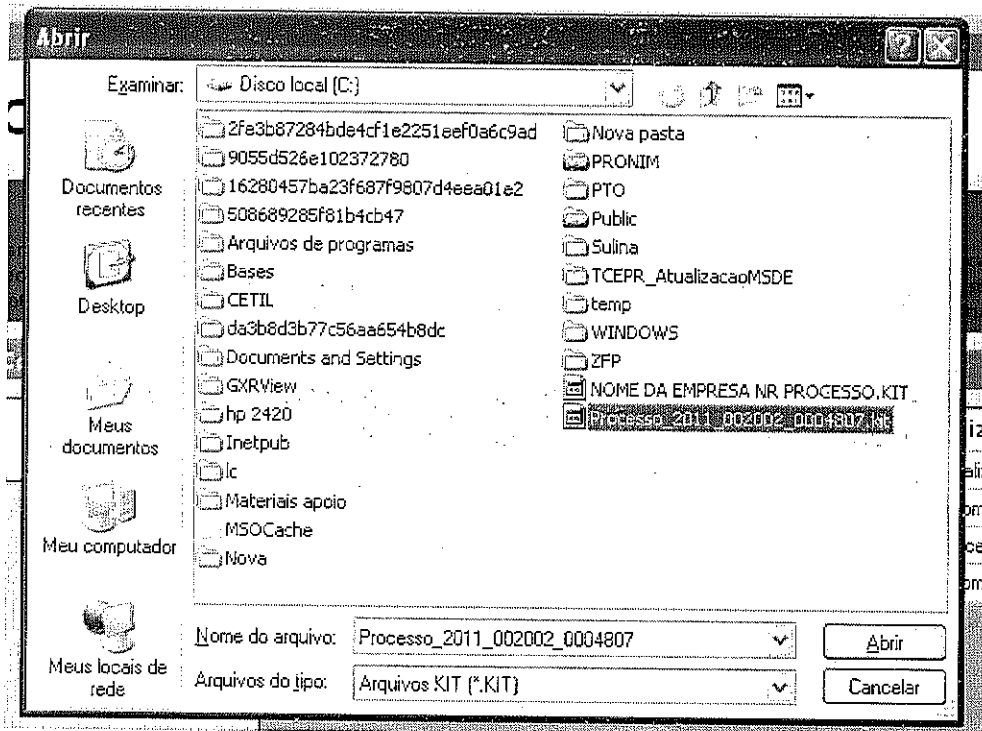 Abrir
Examinar:
Disco local (C:)
Documentos
recentes
Desktop
Meus
documentos
Meu computador
Meus locais de
rede
2fe3b87284bde4cf1e2251eef0a6c9ad
9055d526e102372780
16280457ba23f687f9807d4eea01e2
508689285f81b4cb47
Arquivos de programas
Bases
CETIL
da3b8d3b77c56aa654b8dc
Documents and Settings
GXRView
hp 2420
Inetpub
lc
Materiais apoio
MSOCache
Nova
Nova pasta
PRONIM
PTO
Public
Sulina
TCEPR_AtualizacaoMSDE
temp
WINDOWS
ZFP
NOME DA EMPRESA NR PROCESSO.KIT
Processo_2011_002002_0004807.kit
Nome do arquivo:
Processo_2011_002002_0004807
Abrir
Arquivos do tipo:
Arquivos KIT (*.KIT)
Cancelar